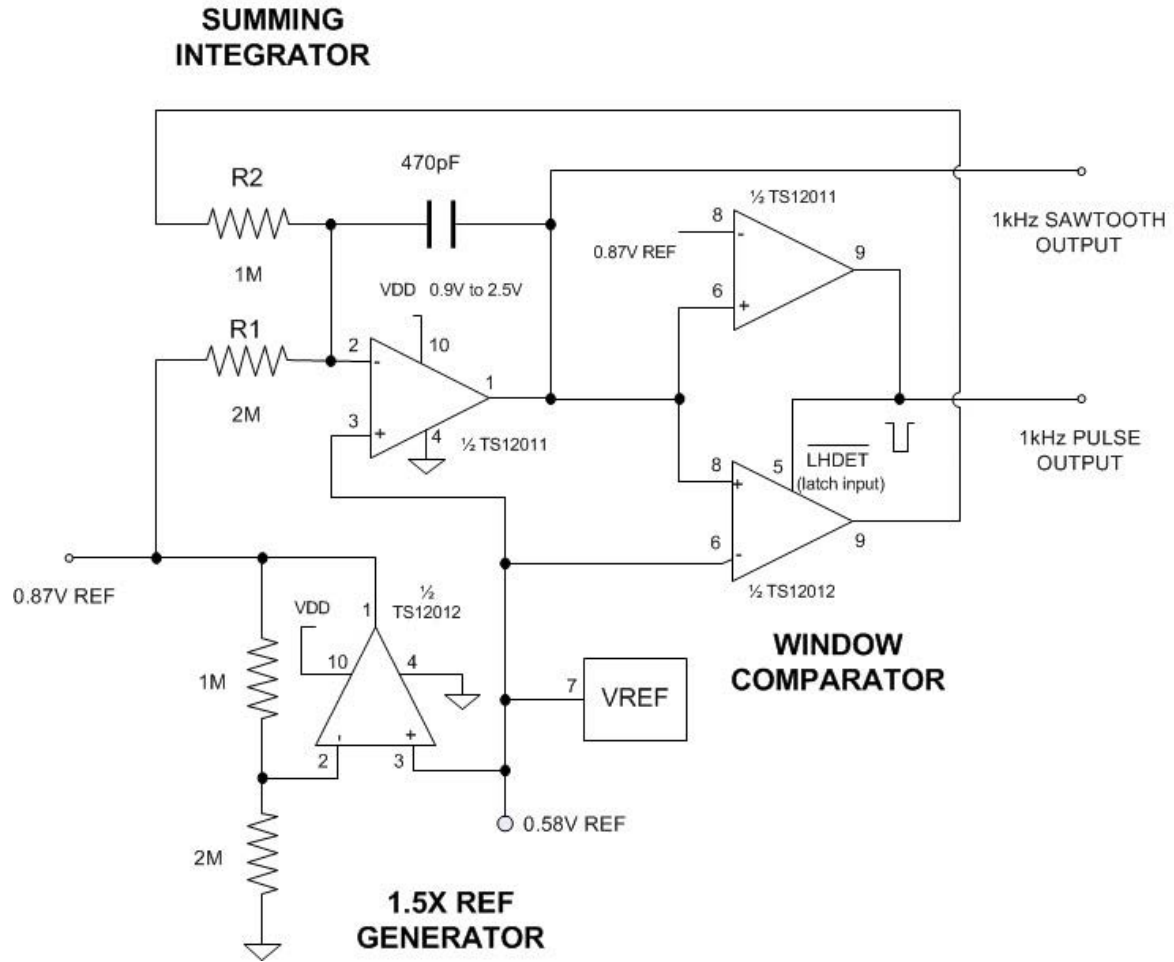 SUMMING
INTEGRATOR
R2
1M
470pF
½ TS12011
8
-
0.87V REF
6
+
9
1kHz SAWTOOTH
OUTPUT
VDD 0.9V to 2.5V
R1
2M
2
-
3
+
10
4
1
½ TS12011
8
+
6
-
5
LHDET
(latch input)
9
½ TS12012
1kHz PULSE
OUTPUT
0.87V REF
VDD
1
½
TS12012
10
4
1M
2
-
3
+
7
VREF
WINDOW
COMPARATOR
0.58V REF
2M
1.5X REF
GENERATOR